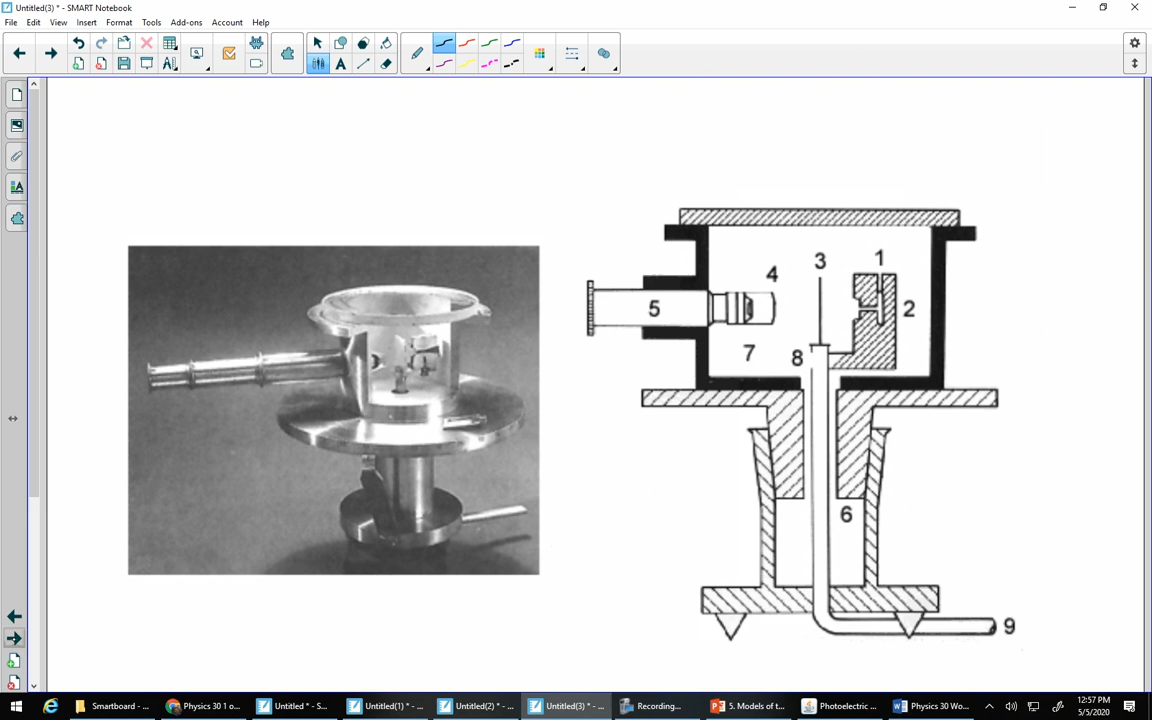 Untitled(3) * - SMART Notebook
File Edit View Insert Format Tools Add-ons Account Help
1
3
4
2
5
7
8
6
9
Smartboard - ...
Physics 30 1 o...
Untitled * - S...
Untitled(1) * - ...
Untitled(2) * - ...
Untitled(3) * - ...
Recording...
5. Models of t...
Photoelectric ...
Physics 30 Wo...
12:57 PM
5/5/2020